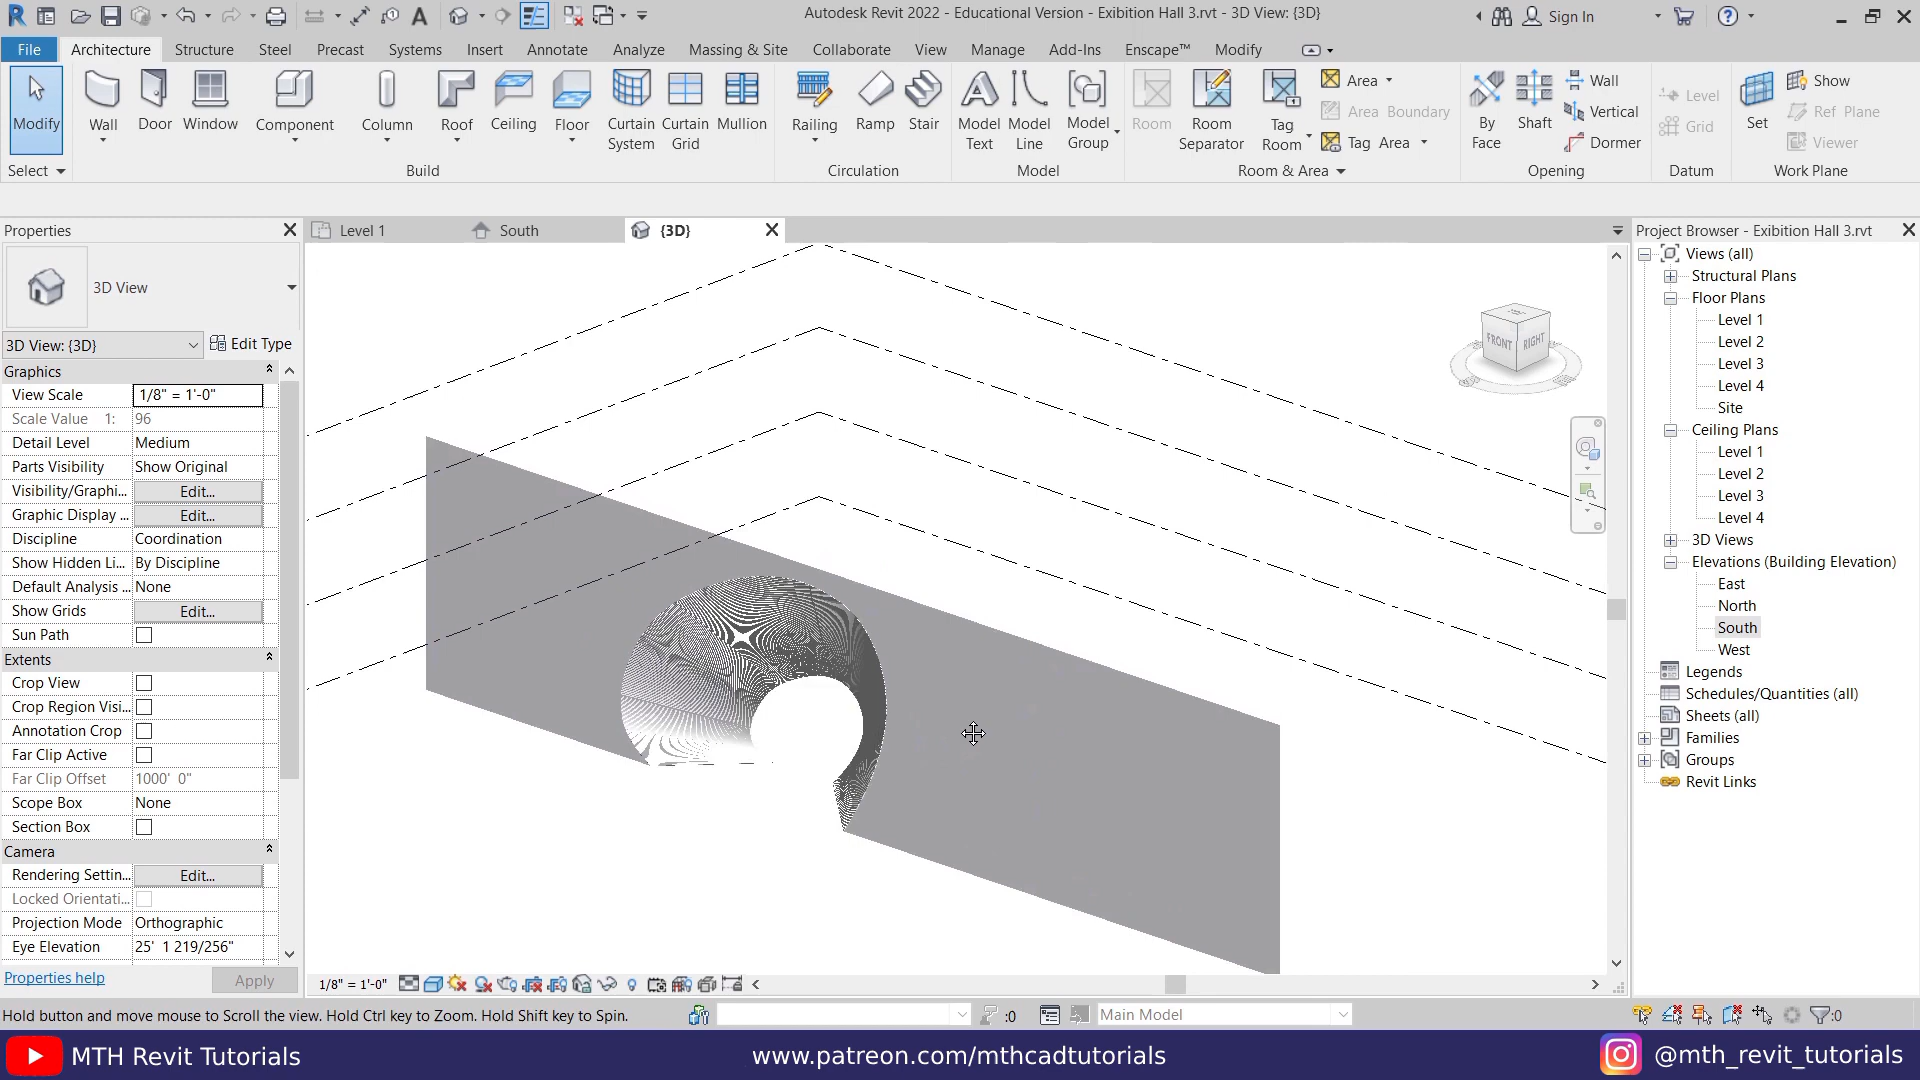 Autodesk Revit 2022 - Educational Version - Exibition Hall 3.rvt - 3D View: {3D}
Sign In
File Architecture Structure Steel Precast Systems Insert Annotate Analyze Massing & Site Collaborate View Manage Add-Ins Enscape™ Modify
Modify
Wall
Door
Window
Component
Column
Roof
Ceiling
Floor
Curtain System
Curtain Grid
Mullion
Railing
Ramp
Stair
Model Text
Model Line
Model Group
Room
Room Separator
Tag Room
Area
Area Boundary
Tag Area
By Face
Shaft
Wall
Vertical
Dormer
Level
Grid
Set
Show
Ref Plane
Viewer
Select Build Circulation Model Room & Area Opening Datum Work Plane
Properties
3D View
3D View: {3D} Edit Type
Graphics
View Scale 1/8" = 1'-0"
Scale Value 1: 96
Detail Level Medium
Parts Visibility Show Original
Visibility/Graphi... Edit...
Graphic Display ... Edit...
Discipline Coordination
Show Hidden Li... By Discipline
Default Analysis ... None
Show Grids Edit...
Sun Path
Extents
Crop View
Crop Region Visi...
Annotation Crop
Far Clip Active
Far Clip Offset 1000' 0"
Scope Box None
Section Box
Camera
Rendering Settin... Edit...
Locked Orientati...
Projection Mode Orthographic
Eye Elevation 25' 1 219/256"
Properties help Apply
Level 1 South {3D}
FRONT RIGHT
Project Browser - Exibition Hall 3.rvt
Views (all)
Structural Plans
Floor Plans
Level 1
Level 2
Level 3
Level 4
Site
Ceiling Plans
Level 1
Level 2
Level 3
Level 4
3D Views
Elevations (Building Elevation)
East
North
South
West
Legends
Schedules/Quantities (all)
Sheets (all)
Families
Groups
Revit Links
1/8" = 1'-0"
Hold button and move mouse to Scroll the view. Hold Ctrl key to Zoom. Hold Shift key to Spin. :0 Main Model :0
MTH Revit Tutorials www.patreon.com/mthcadtutorials @mth_revit_tutorials